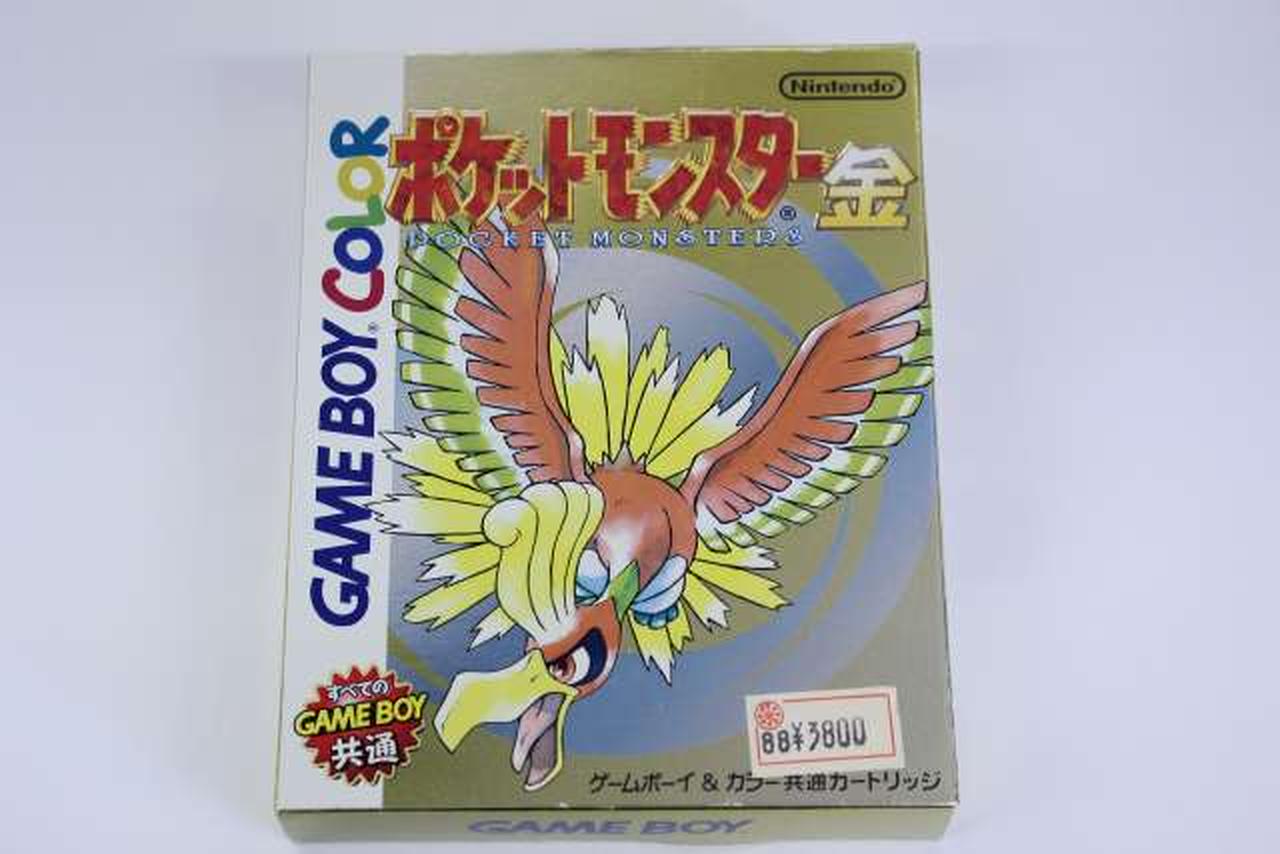 Nintendo
ポケットモンスター金
POCKET MONSTERS
GAME BOY COLOR
すべての
GAME BOY
共通
88¥3800
ゲームボーイ & カラー共通カートリッジ
GAME BOY